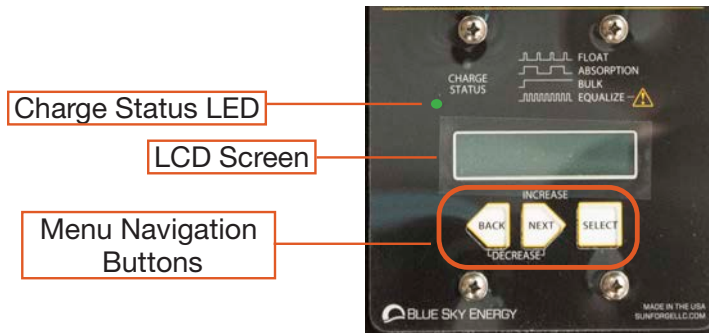 Charge Status LED
LCD Screen
Menu Navigation
Buttons
CHARGE
STATUS
FLOAT
ABSORPTION
BULK
EQUALIZE
INCREASE
BACK
NEXT
SELECT
DECREASE
BLUE SKY ENERGY
MADE IN THE USA
SUNFORGELLC.COM